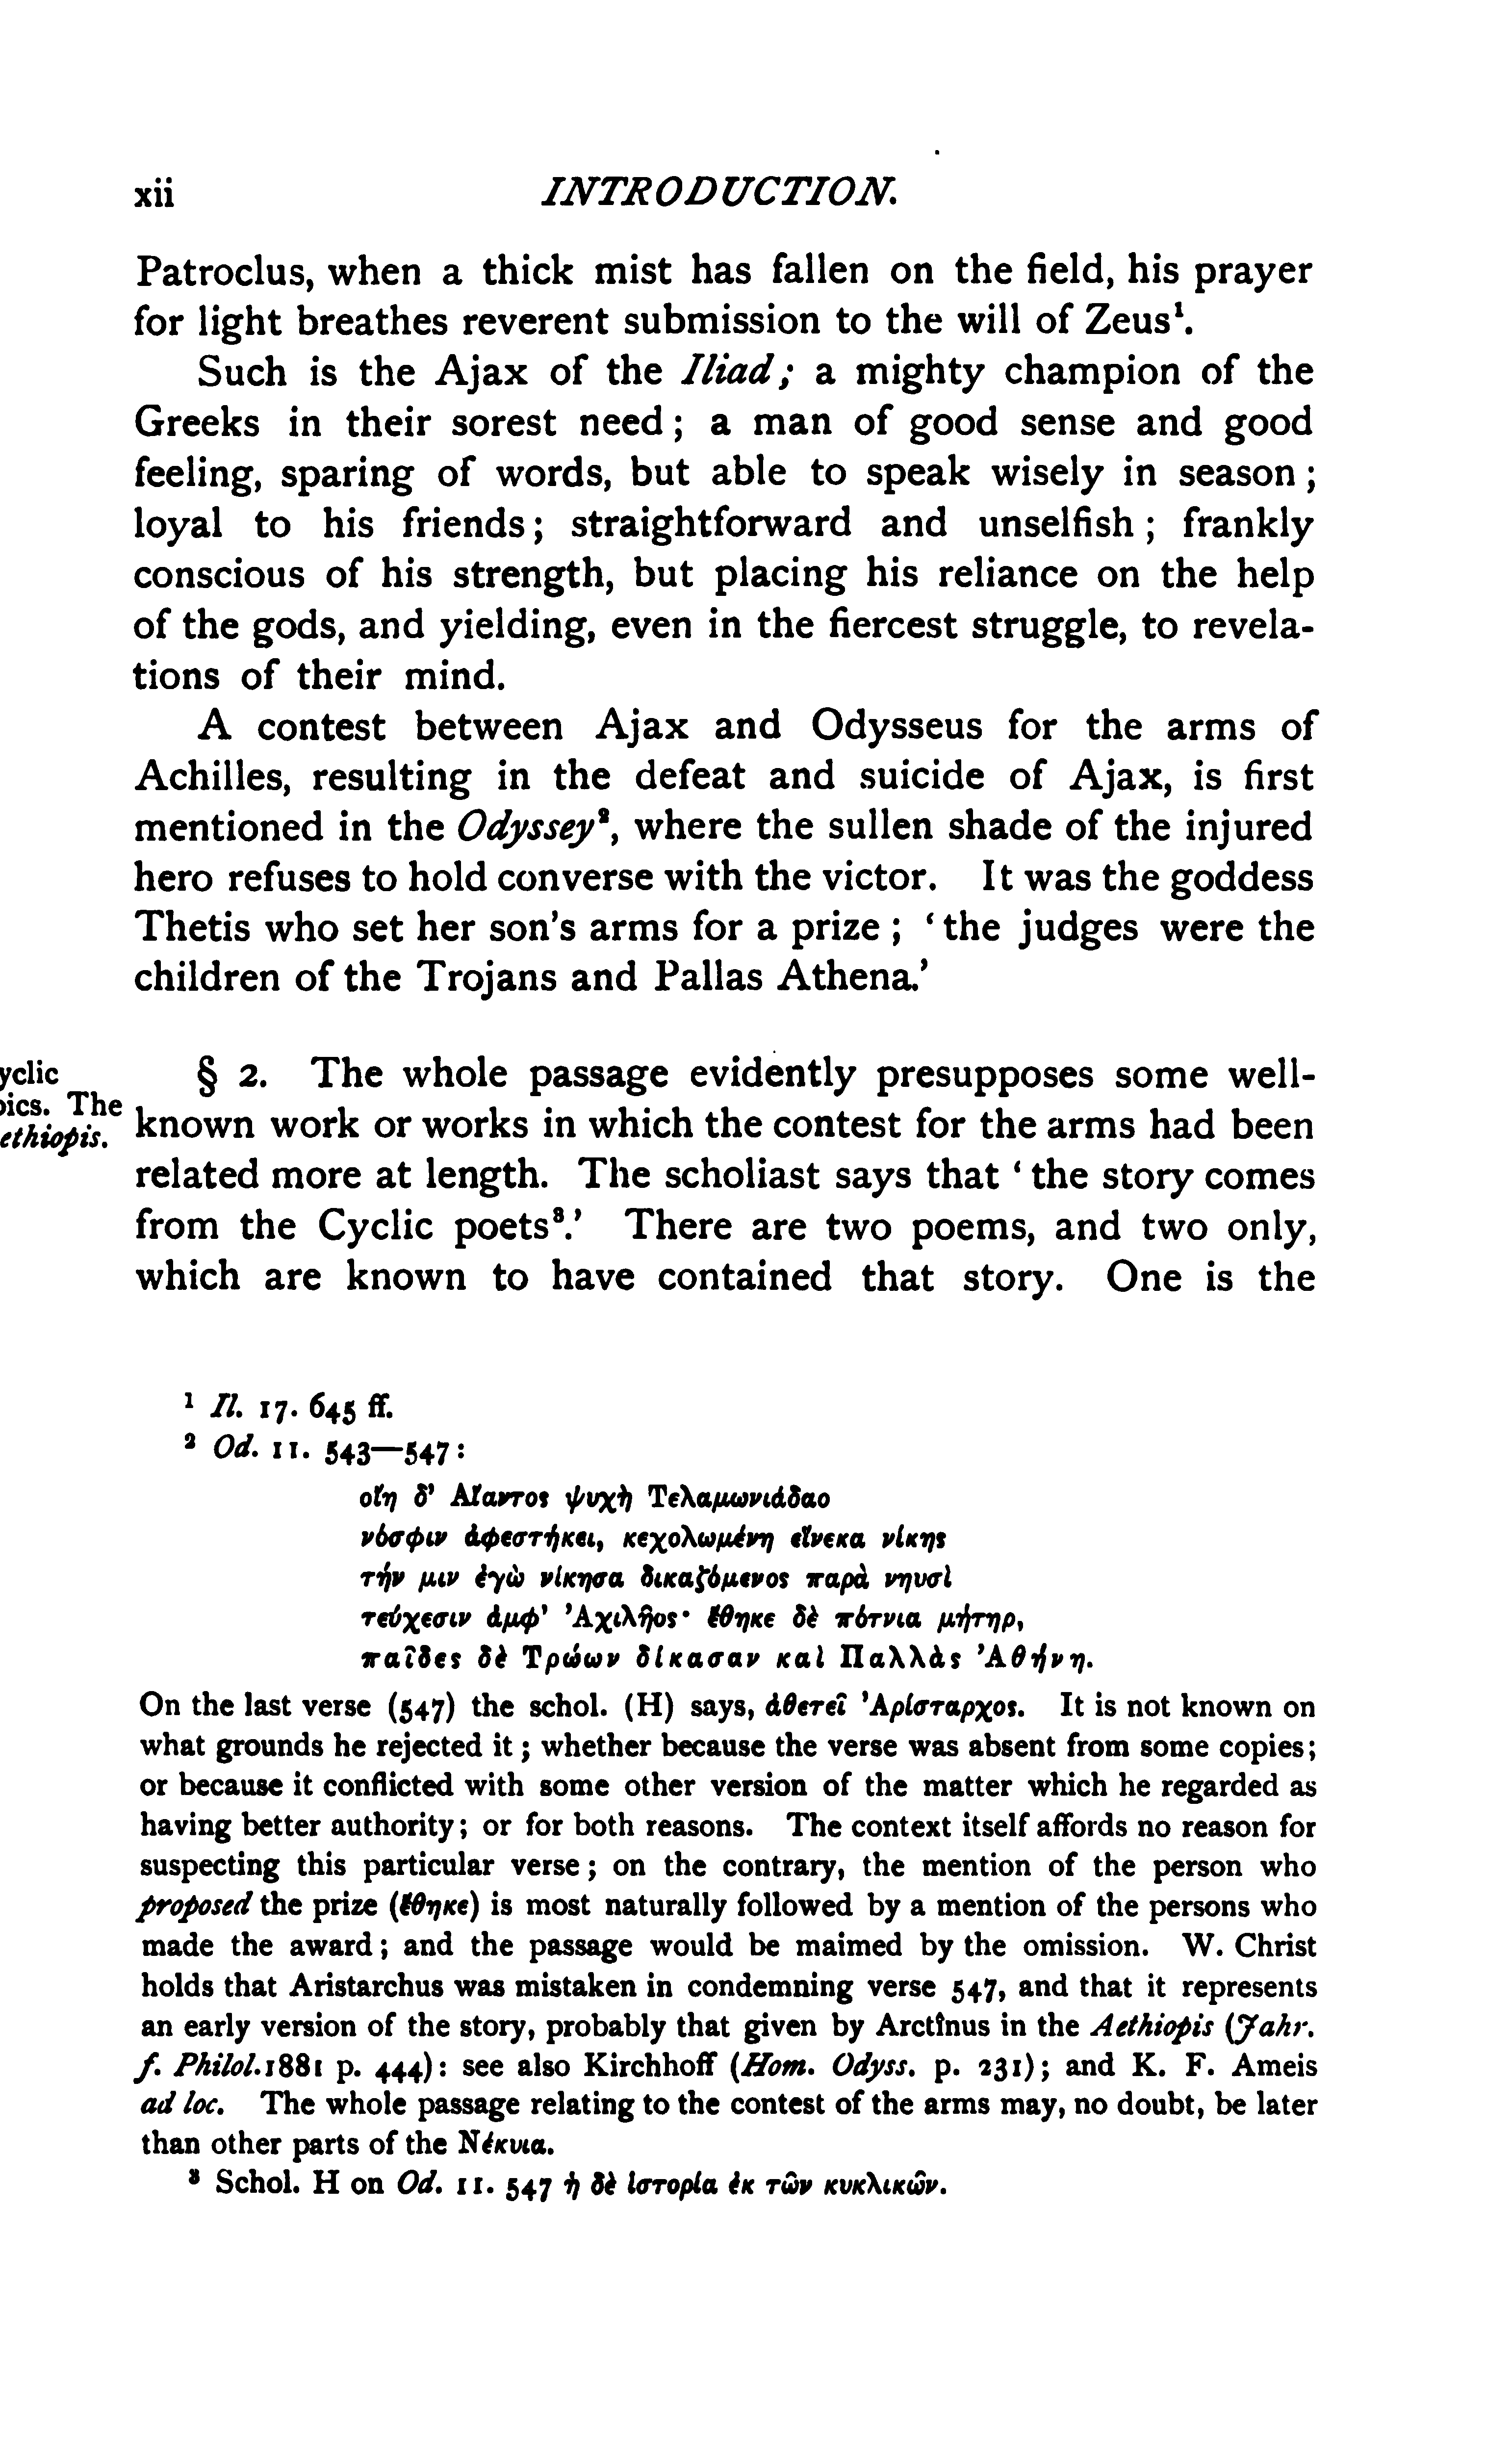 xii
INTRODUCTION.
Patroclus, when a thick mist has fallen on the field, his prayer
for light breathes reverent submission to the will of Zeus¹.
Such is the Ajax of the Iliad; a mighty champion of the
Greeks in their sorest need; a man of good sense and good
feeling, sparing of words, but able to speak wisely in season;
loyal to his friends; straightforward and unselfish; frankly
conscious of his strength, but placing his reliance on the help
of the gods, and yielding, even in the fiercest struggle, to revela-
tions of their mind.
A contest between Ajax and Odysseus for the arms of
Achilles, resulting in the defeat and suicide of Ajax, is first
mentioned in the Odyssey², where the sullen shade of the injured
hero refuses to hold converse with the victor. It was the goddess
Thetis who set her son's arms for a prize; ‘the judges were the
children of the Trojans and Pallas Athena.’
yclic
ics. The
ethiopis.
§ 2. The whole passage evidently presupposes some well-
known work or works in which the contest for the arms had been
related more at length. The scholiast says that ‘the story comes
from the Cyclic poets³.’ There are two poems, and two only,
which are known to have contained that story. One is the
¹ Il. 17. 645 ff.
² Od. 11. 543—547:
οἴη δ’ Αἴαντος ψυχὴ Τελαμωνιάδαο
νόσφιν ἀφεστήκει, κεχολωμένη εἵνεκα νίκης
τήν μιν ἐγὼ νίκησα δικαζόμενος παρὰ νηυσὶ
τεύχεσιν ἀμφ’ Ἀχιλῆος· ἔθηκε δὲ πότνια μήτηρ,
παῖδες δὲ Τρώων δίκασαν καὶ Παλλὰς Ἀθήνη.
On the last verse (547) the schol. (H) says, ἀθετεῖ Ἀρίσταρχος. It is not known on
what grounds he rejected it; whether because the verse was absent from some copies;
or because it conflicted with some other version of the matter which he regarded as
having better authority; or for both reasons. The context itself affords no reason for
suspecting this particular verse; on the contrary, the mention of the person who
proposed the prize (ἔθηκε) is most naturally followed by a mention of the persons who
made the award; and the passage would be maimed by the omission. W. Christ
holds that Aristarchus was mistaken in condemning verse 547, and that it represents
an early version of the story, probably that given by Arctînus in the Aethiopis (Jahr.
f. Philol. 1881 p. 444): see also Kirchhoff (Hom. Odyss. p. 231); and K. F. Ameis
ad loc. The whole passage relating to the contest of the arms may, no doubt, be later
than other parts of the Νέκυια.
³ Schol. H on Od. 11. 547 ἡ δὲ ἱστορία ἐκ τῶν κυκλικῶν.